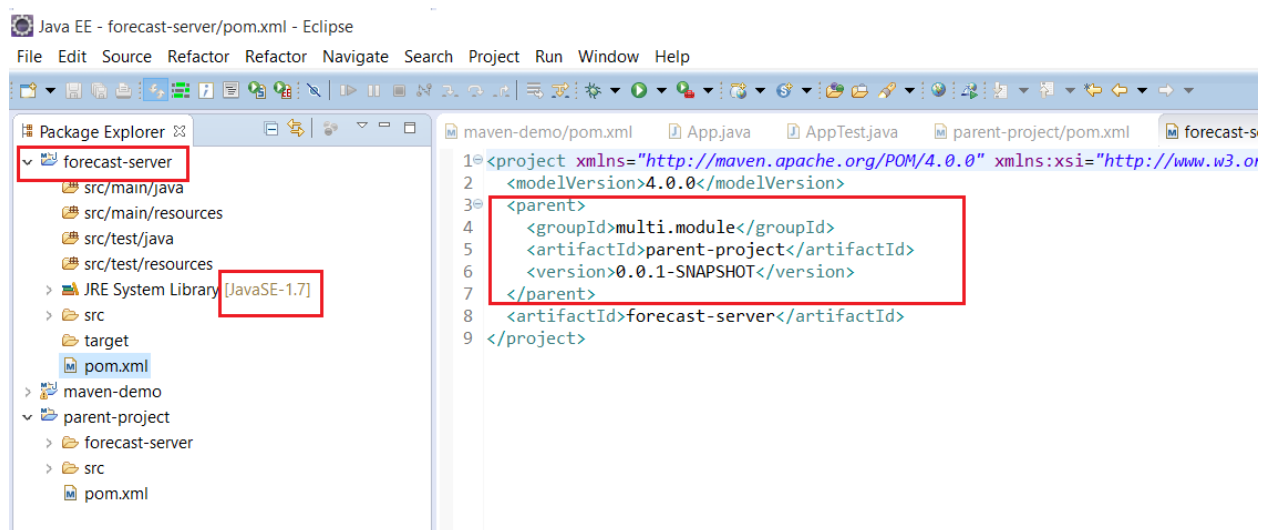 Java EE - forecast-server/pom.xml - Eclipse
File Edit Source Refactor Refactor Navigate Search Project Run Window Help
Package Explorer
forecast-server
src/main/java
src/main/resources
src/test/java
src/test/resources
JRE System Library [JavaSE-1.7]
src
target
pom.xml
maven-demo
parent-project
forecast-server
src
pom.xml
maven-demo/pom.xml App.java AppTest.java parent-project/pom.xml forecast-s
1 <project xmlns="http://maven.apache.org/POM/4.0.0" xmlns:xsi="http://www.w3.or
2 <modelVersion>4.0.0</modelVersion>
3 <parent>
4 <groupId>multi.module</groupId>
5 <artifactId>parent-project</artifactId>
6 <version>0.0.1-SNAPSHOT</version>
7 </parent>
8 <artifactId>forecast-server</artifactId>
9 </project>